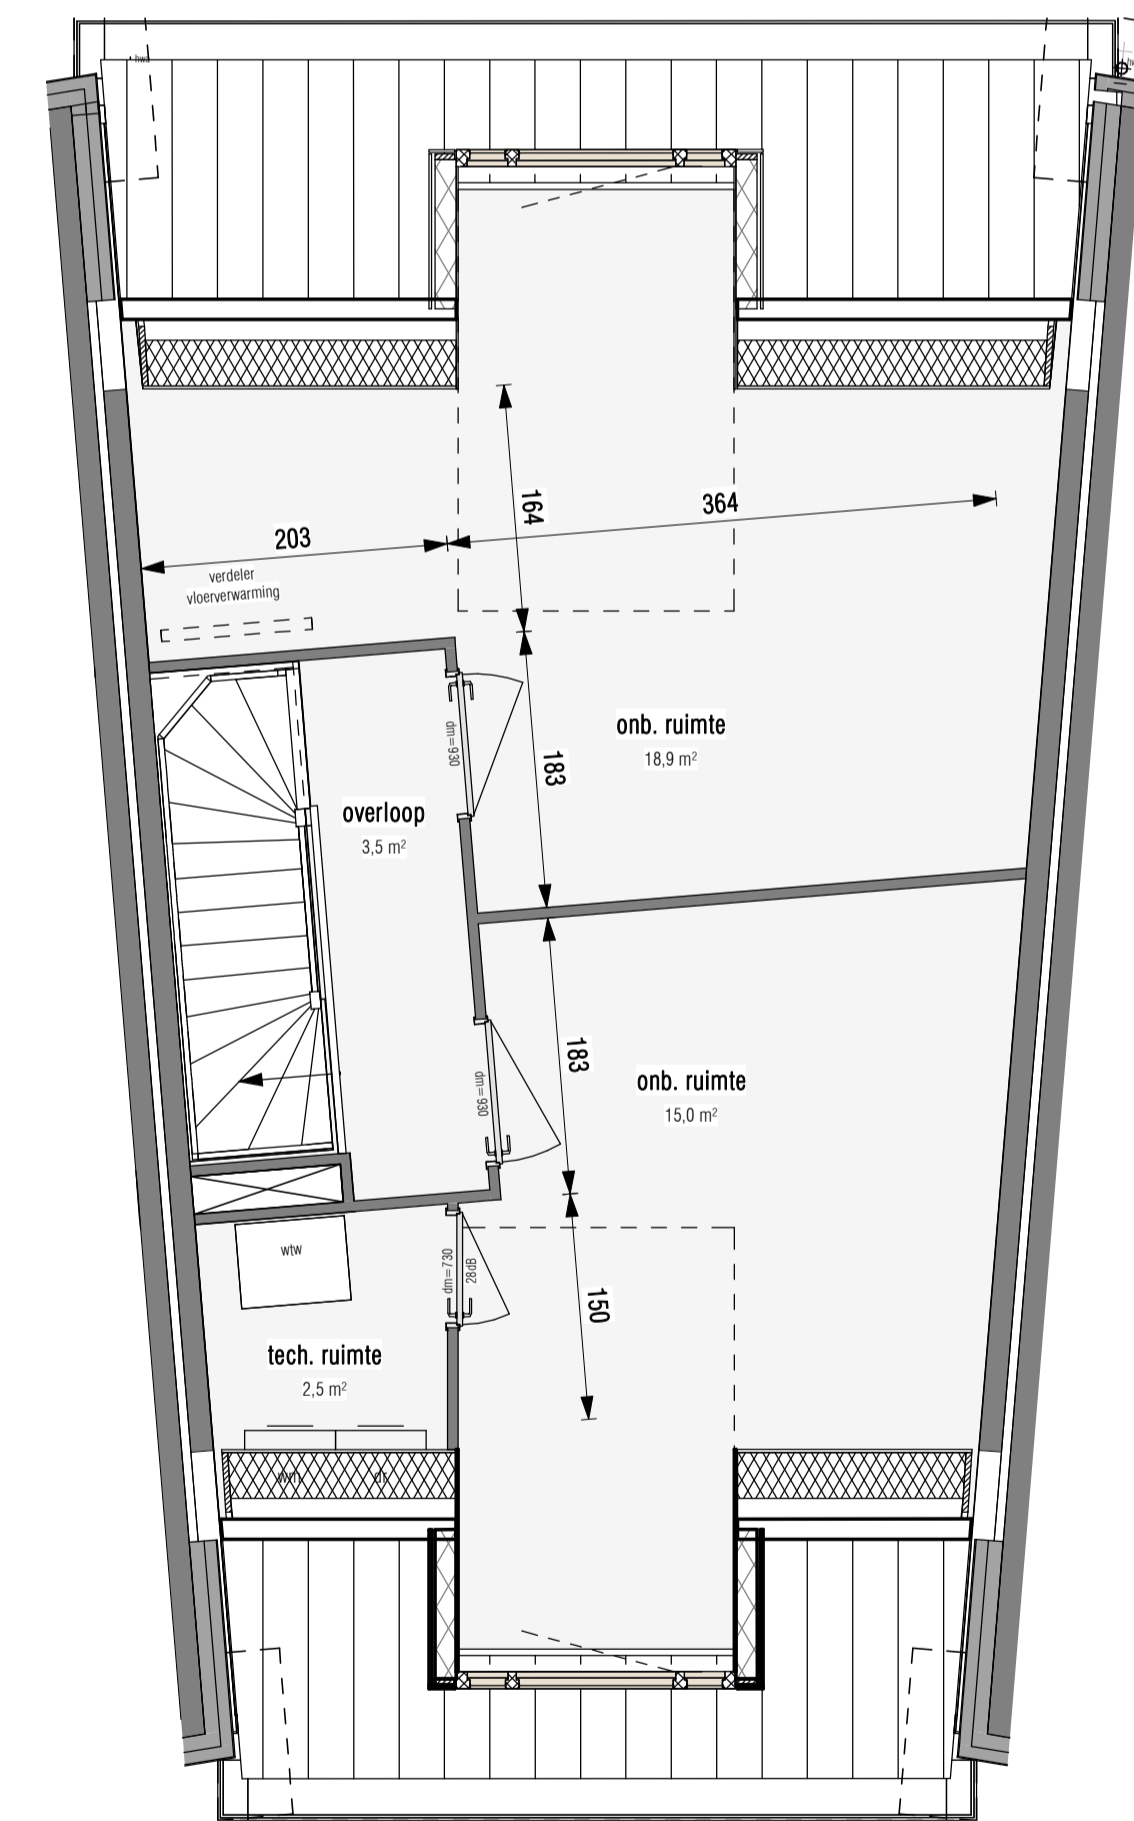 hwa
164
364
203
verdeler
vloerverwarming
onb. ruimte
18,9 m²
dm=930
183
overloop
3,5 m²
183
onb. ruimte
15,0 m²
dm=930
wtw
dm=730
28dB
150
tech. ruimte
2,5 m²
wm
dr